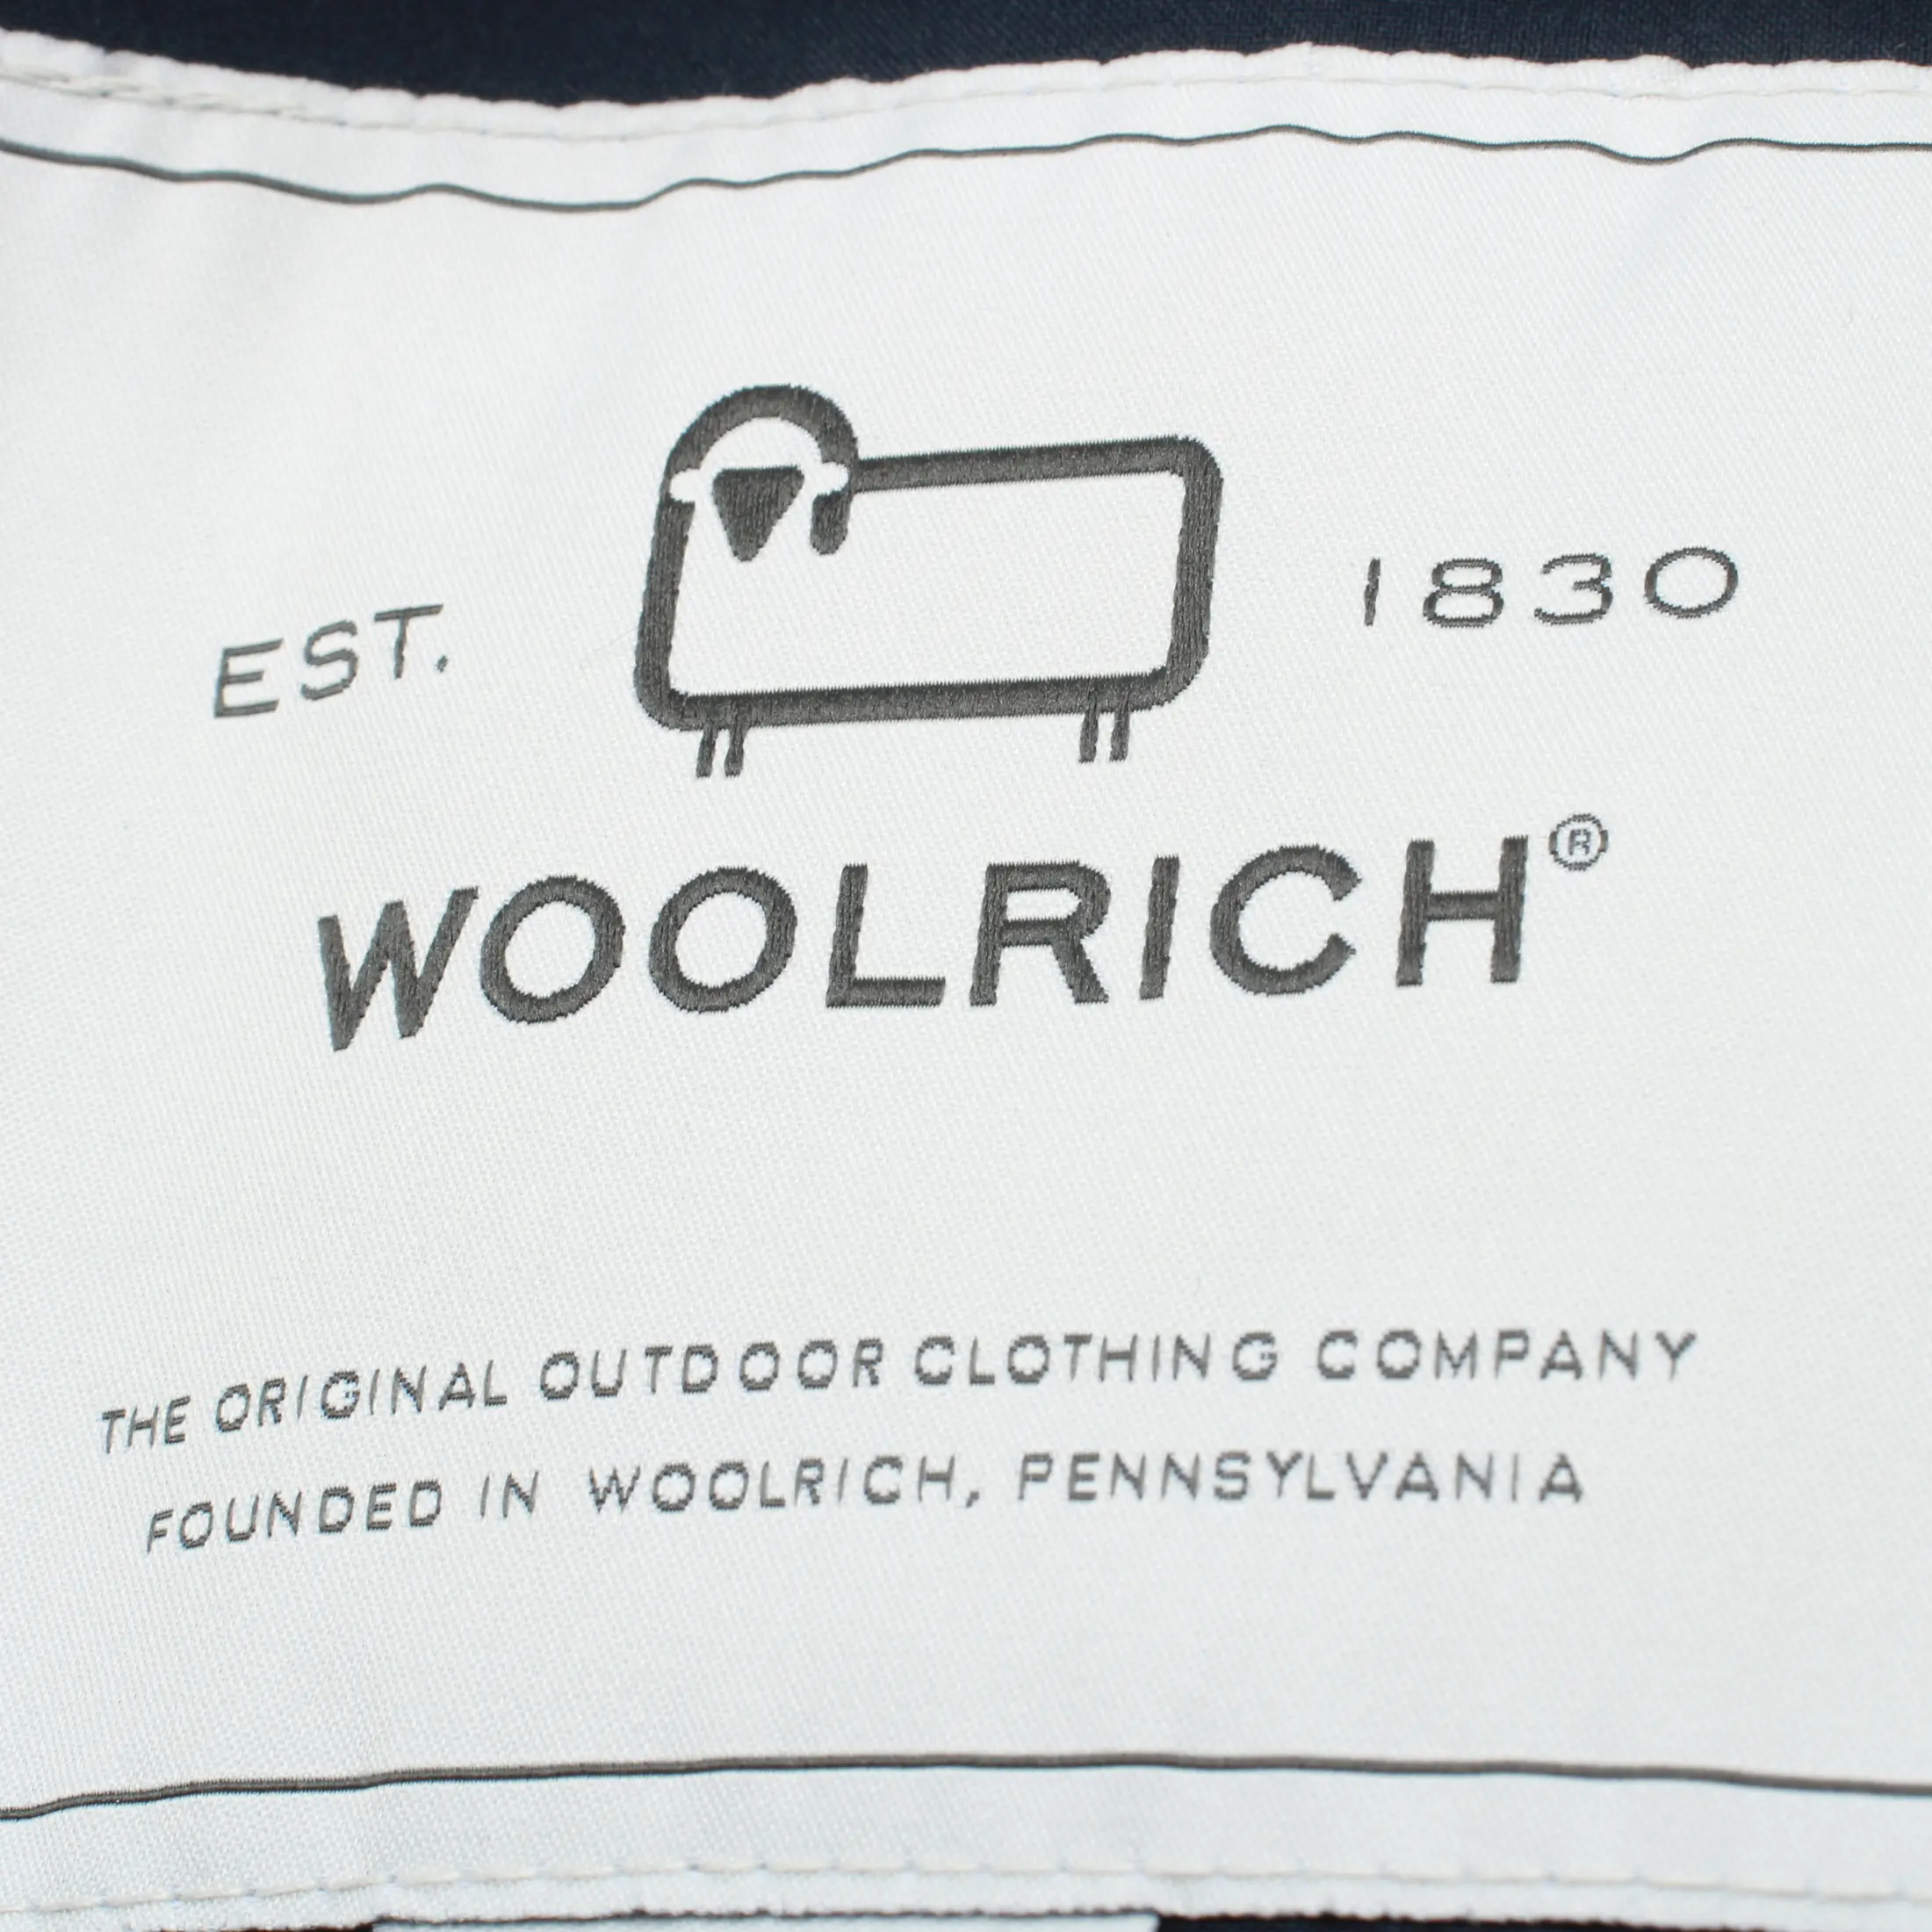 EST. 1830
WOOLRICH®
THE ORIGINAL OUTDOOR CLOTHING COMPANY
FOUNDED IN WOOLRICH, PENNSYLVANIA